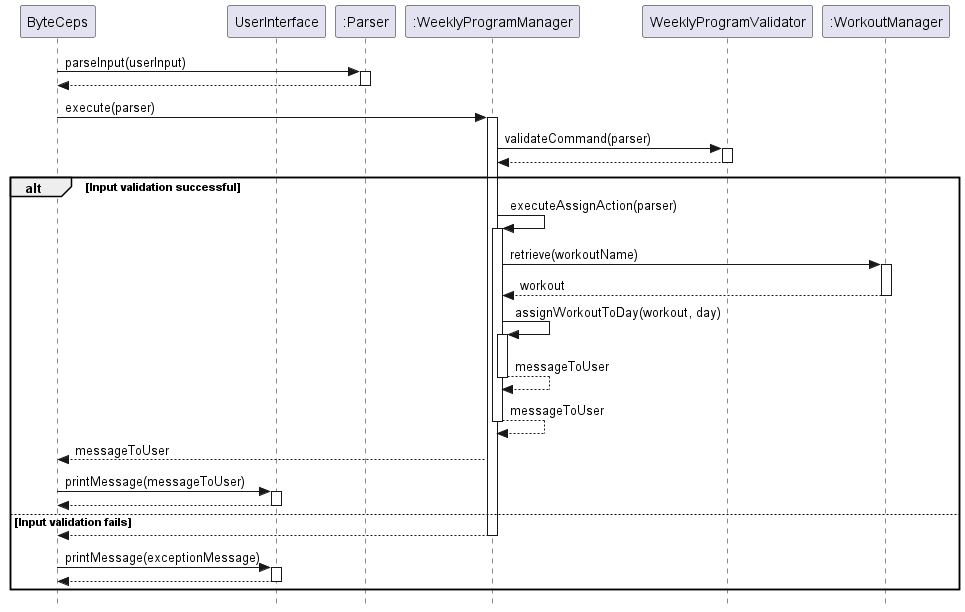 ByteCeps
UserInterface
:Parser
:WeeklyProgramManager
WeeklyProgramValidator
:WorkoutManager
parseInput(userInput)
execute(parser)
validateCommand(parser)
alt
[Input validation successful]
executeAssignAction(parser)
retrieve(workoutName)
workout
assignWorkoutToDay(workout, day)
messageToUser
messageToUser
messageToUser
printMessage(messageToUser)
[Input validation fails]
printMessage(exceptionMessage)